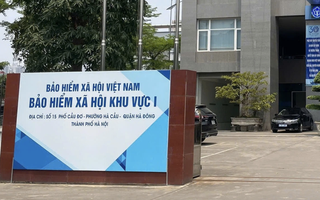 BẢO HIỂM XÃ HỘI VIỆT NAM
BẢO HIỂM XÃ HỘI KHU VỰC I
ĐỊA CHỈ: SỐ 15 PHỐ CẦU ĐƠ - PHƯỜNG HÀ CẦU - QUẬN HÀ ĐÔNG
THÀNH PHỐ HÀ NỘI